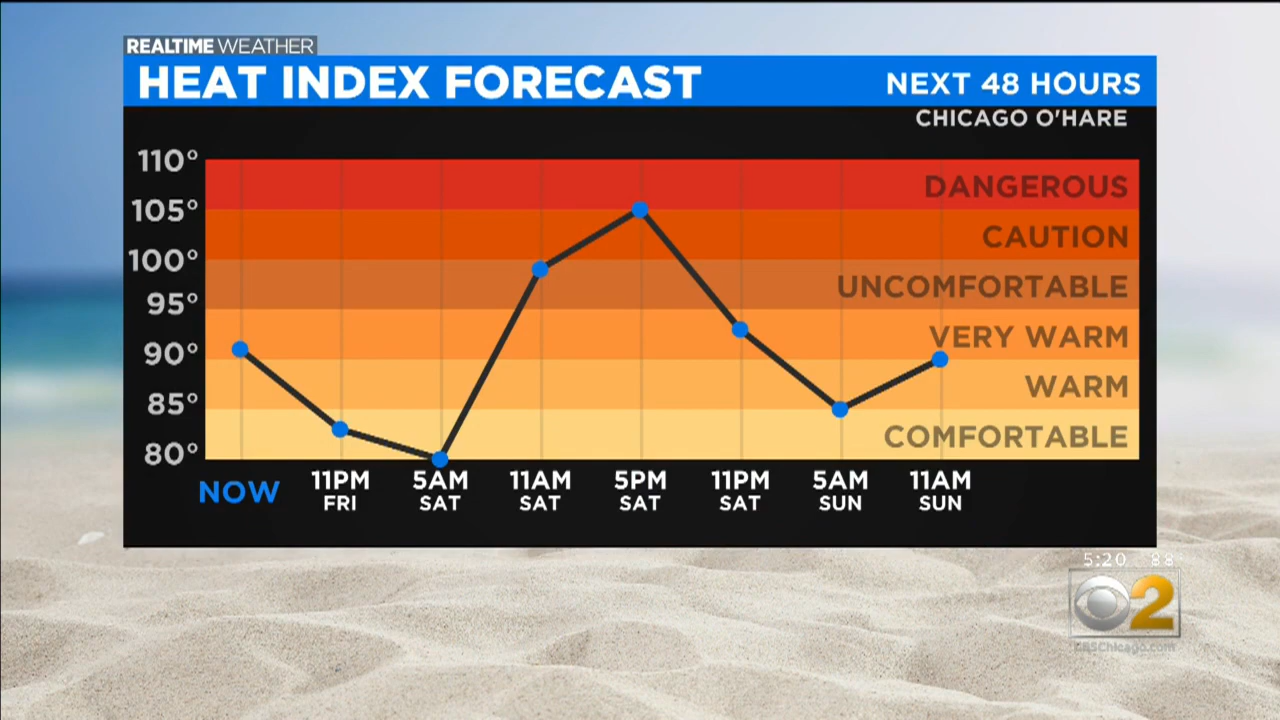 REALTIME WEATHER
HEAT INDEX FORECAST
NEXT 48 HOURS
CHICAGO O'HARE
110°
105°
100°
95°
90°
85°
80°
DANGEROUS
CAUTION
UNCOMFORTABLE
VERY WARM
WARM
COMFORTABLE
NOW
11PM
FRI
5AM
SAT
11AM
SAT
5PM
SAT
11PM
SAT
5AM
SUN
11AM
SUN
5:20 88°
2
CBSChicago.com